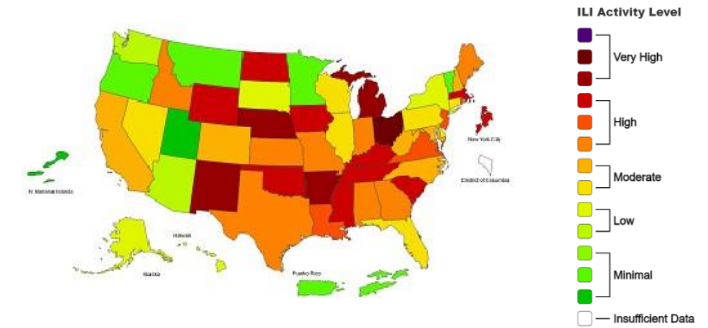 ILI Activity Level
Very High
High
Moderate
Low
Minimal
Insufficient Data
New York City
District of Columbia
N. Mariana Islands
Hawaii
Alaska
Puerto Rico